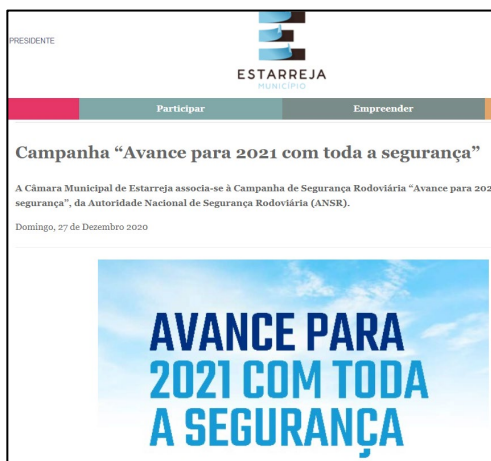 PRESIDENTE
ESTARREJA
MUNICÍPIO
Participar
Empreender
Campanha “Avance para 2021 com toda a segurança”
A Câmara Municipal de Estarreja associa-se à Campanha de Segurança Rodoviária “Avance para 202
segurança”, da Autoridade Nacional de Segurança Rodoviária (ANSR).
Domingo, 27 de Dezembro 2020
AVANCE PARA
2021 COM TODA
A SEGURANÇA